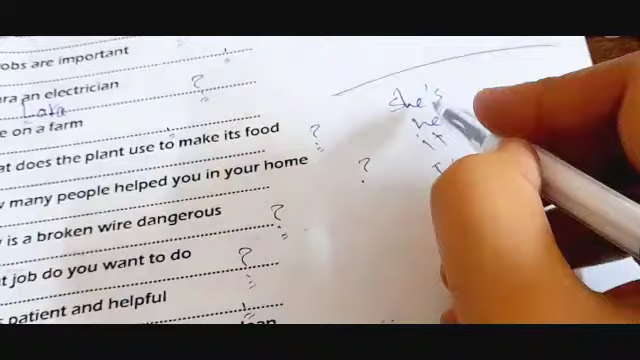 obs are important
ra an electrician ?
Lara
e on a farm
at does the plant use to make its food ?
w many people helped you in your home ?
y is a broken wire dangerous ?
t job do you want to do ?
s patient and helpful
She's
he
it